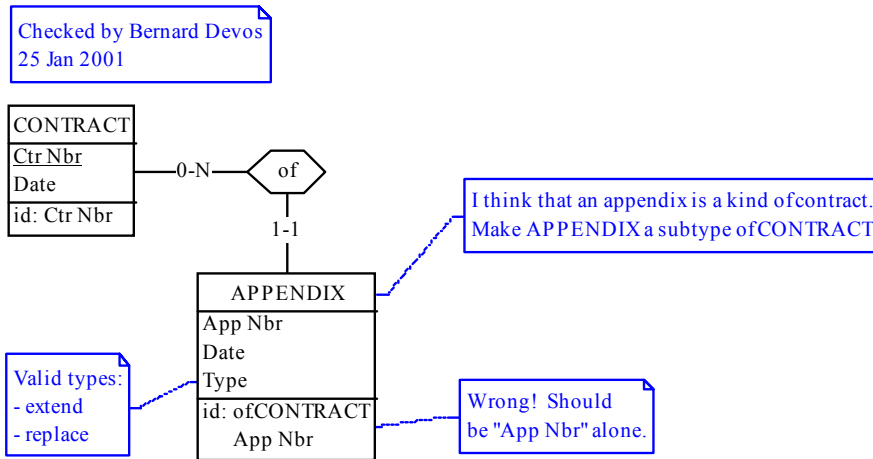 Checked by Bernard Devos
25 Jan 2001
CONTRACT
Ctr Nbr
Date
id: Ctr Nbr
0-N
of
1-1
I think that an appendix is a kind of contract.
Make APPENDIX a subtype of CONTRACT
APPENDIX
App Nbr
Date
Type
id: of.CONTRACT
App Nbr
Valid types:
- extend
- replace
Wrong! Should
be "App Nbr" alone.